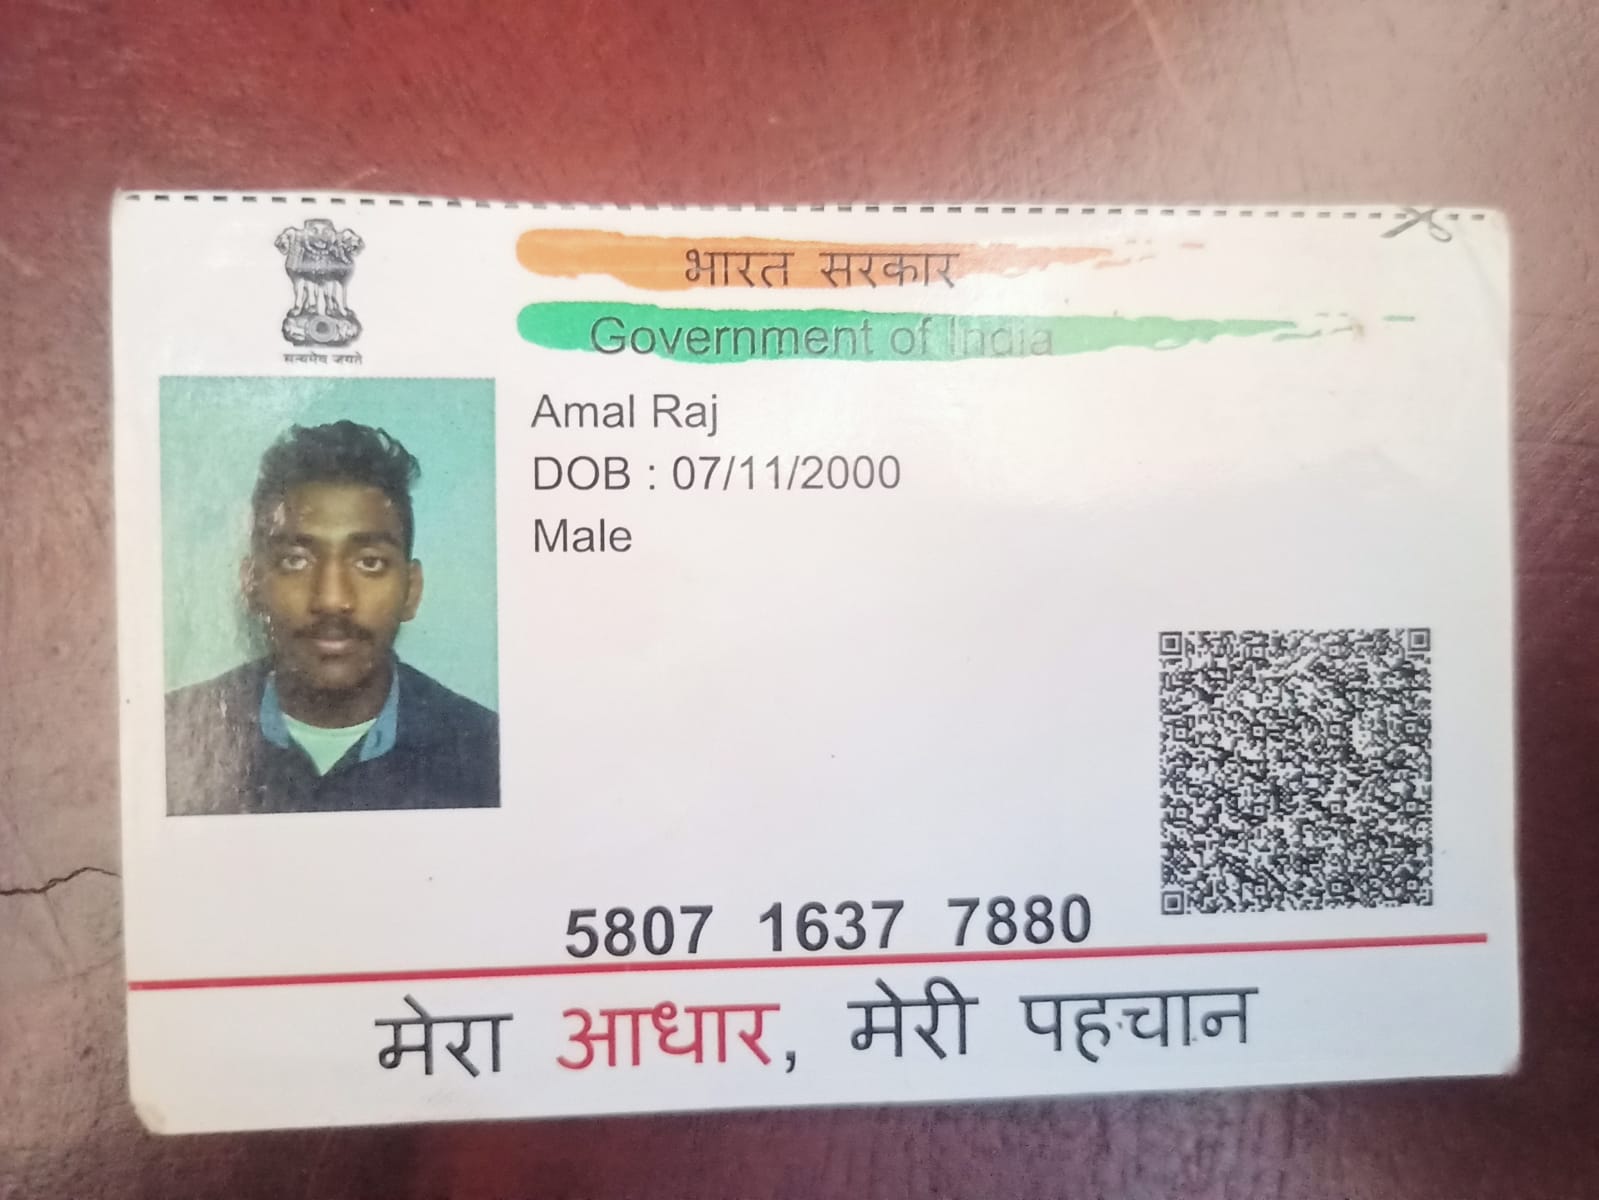 भारत सरकार
Government of India
सत्यमेव जयते
Amal Raj
DOB : 07/11/2000
Male
5807 1637 7880
मेरा आधार, मेरी पहचान